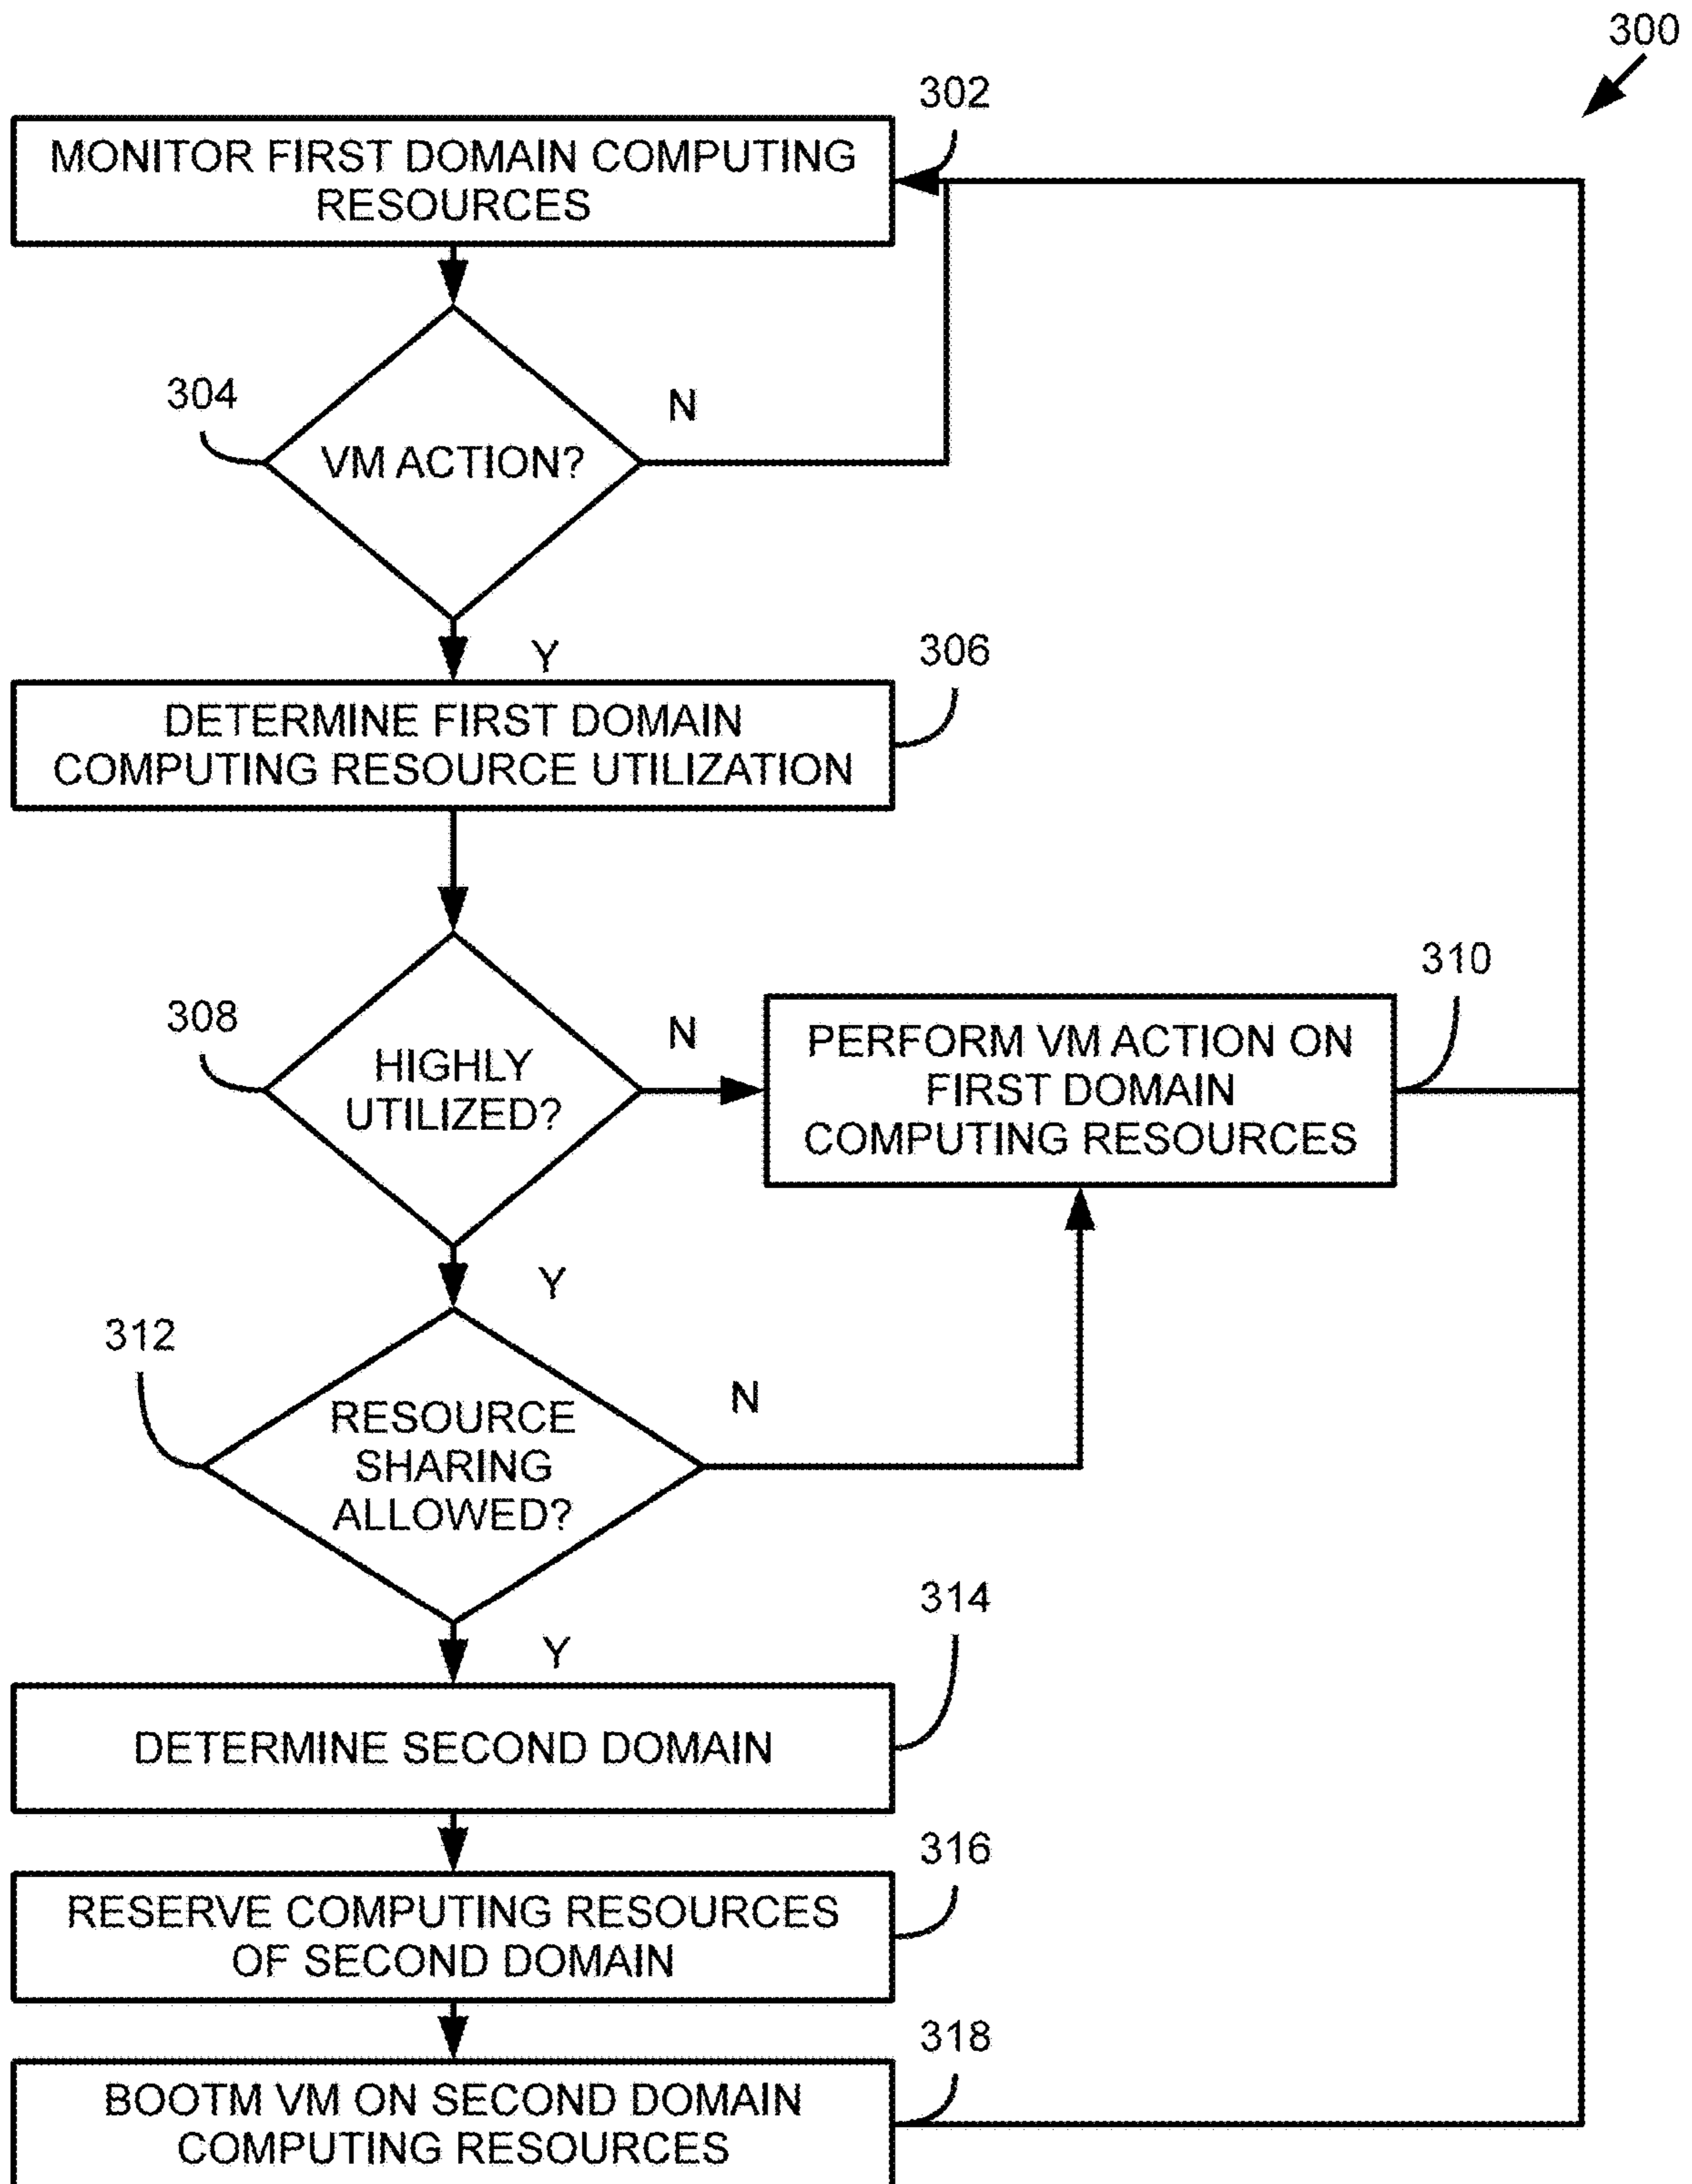 300
302
MONITOR FIRST DOMAIN COMPUTING
RESOURCES
304
N
VM ACTION?
Y
306
DETERMINE FIRST DOMAIN
COMPUTING RESOURCE UTILIZATION
308
N
HIGHLY
UTILIZED?
310
PERFORM VM ACTION ON
FIRST DOMAIN
COMPUTING RESOURCES
Y
312
N
RESOURCE
SHARING
ALLOWED?
Y
314
DETERMINE SECOND DOMAIN
316
RESERVE COMPUTING RESOURCES
OF SECOND DOMAIN
318
BOOTM VM ON SECOND DOMAIN
COMPUTING RESOURCES